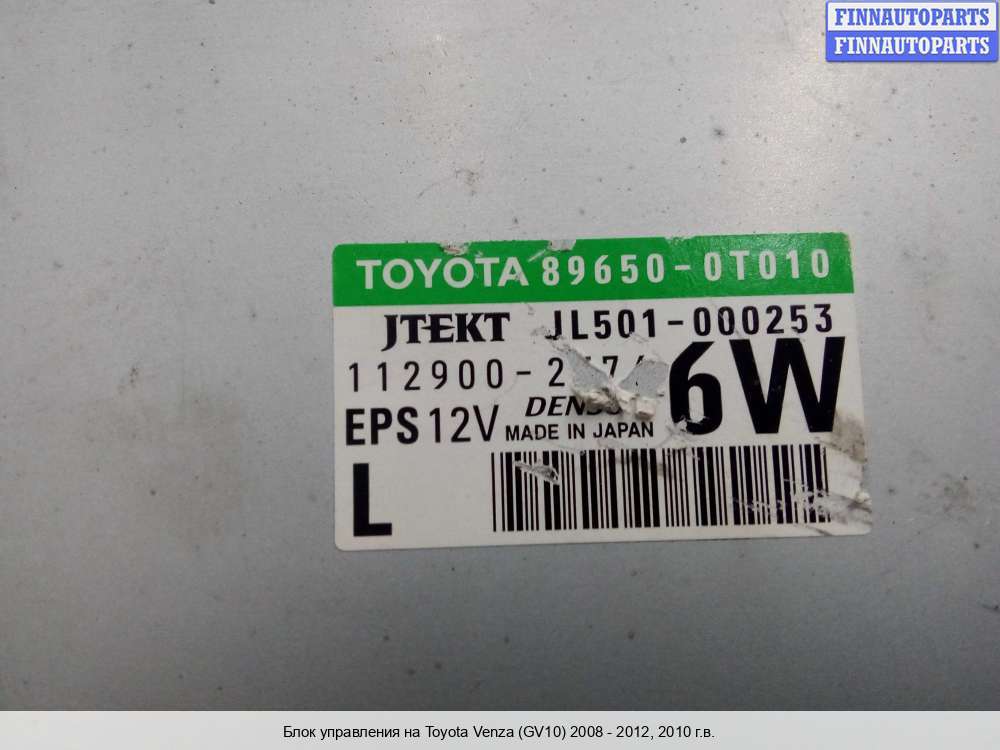 FINNAUTOPARTS
FINNAUTOPARTS
TOYOTA 89650-0T010
JTEKT JL501-000253
6W
EPS 12V DENSO
MADE IN JAPAN
L
Блок управления на Toyota Venza (GV10) 2008 - 2012, 2010 г.в.